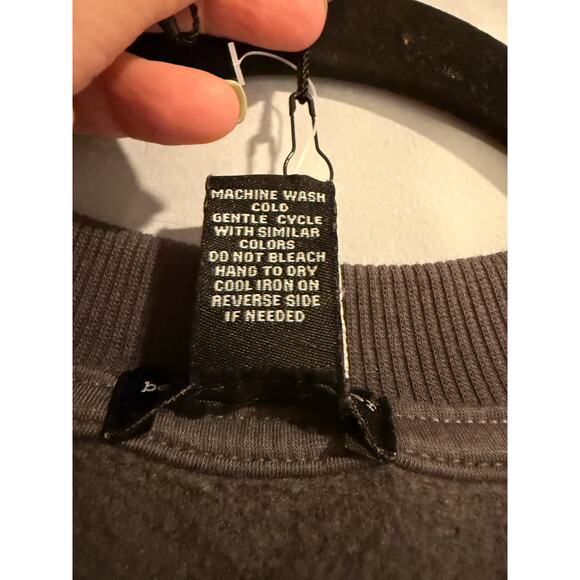 MACHINE WASH
COLD
GENTLE CYCLE
WITH SIMILAR
COLORS
DO NOT BLEACH
HANG TO DRY
COOL IRON ON
REVERSE SIDE
IF NEEDED